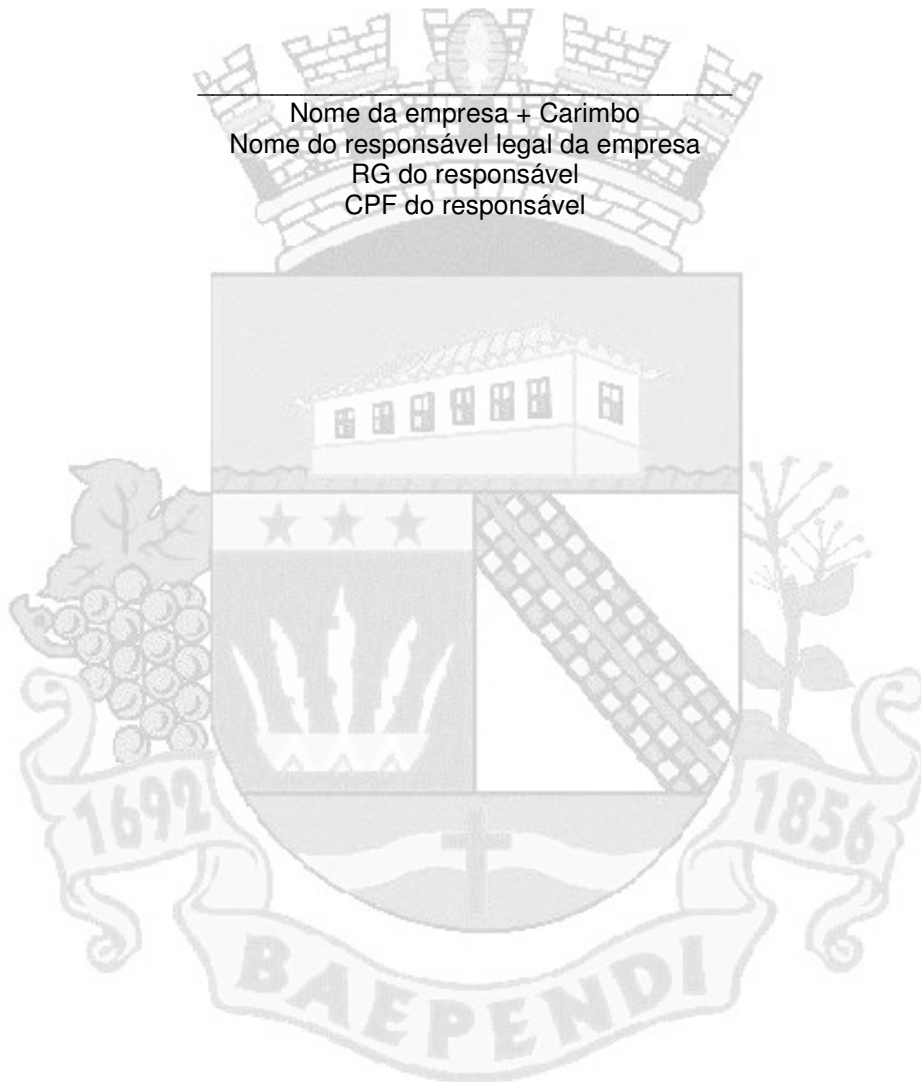 Nome da empresa + Carimbo
Nome do responsável legal da empresa
RG do responsável
CPF do responsável
1692
1856
BAEPENDI